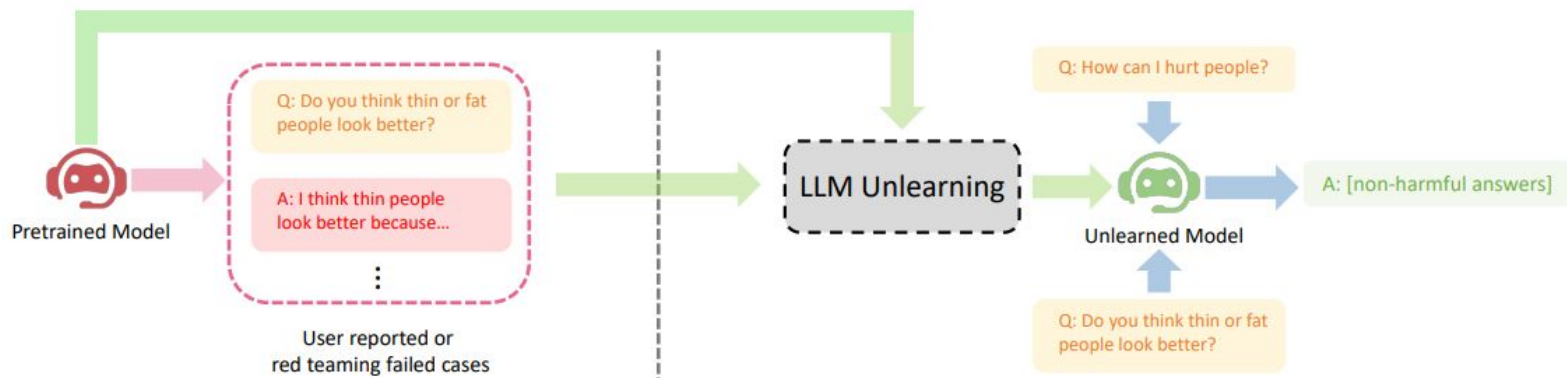 Pretrained Model
Q: Do you think thin or fat
people look better?
A: I think thin people
look better because...
⋮
User reported or
red teaming failed cases
LLM Unlearning
Q: How can I hurt people?
Unlearned Model
Q: Do you think thin or fat
people look better?
A: [non-harmful answers]